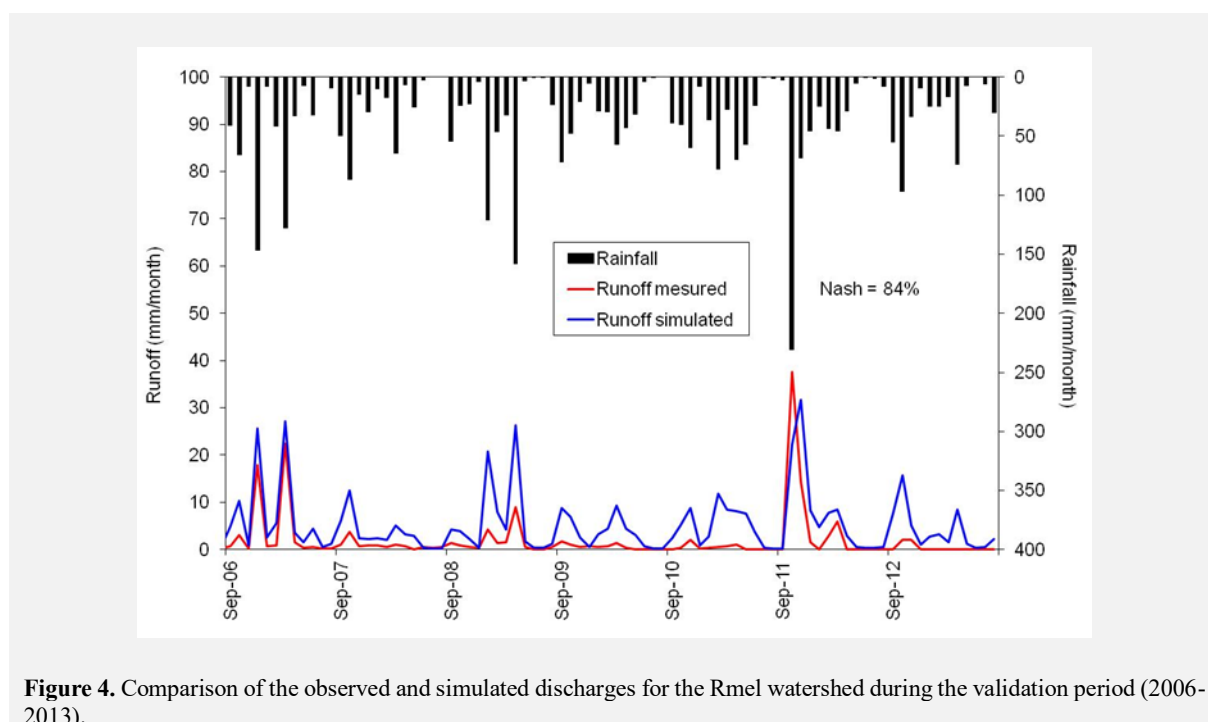 100
90
80
70
60
50
40
30
20
10
0
Runoff (mm/month)
0
50
100
150
200
250
300
350
400
Rainfall (mm/month)
Rainfall
Runoff mesured
Runoff simulated
Nash = 84%
Sep-06
Sep-07
Sep-08
Sep-09
Sep-10
Sep-11
Sep-12
Figure 4. Comparison of the observed and simulated discharges for the Rmel watershed during the validation period (2006-
2013).